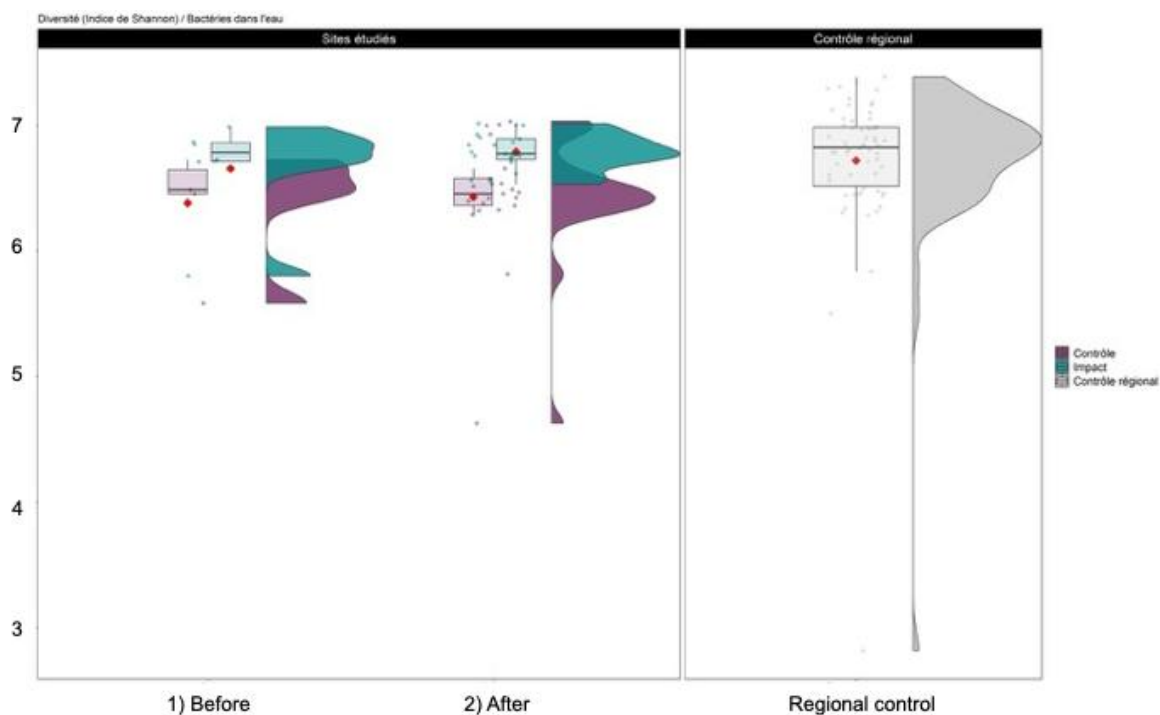 Diversité (Indice de Shannon) / Bactéries dans l'eau
Sites étudiés
Contrôle régional
7
6
5
4
3
Contrôle
Impact
Contrôle régional
1) Before
2) After
Regional control